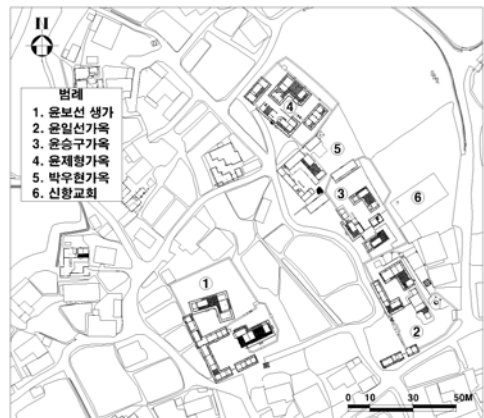 범례
1. 윤보선 생가
2. 윤일선가옥
3. 윤승구가옥
4. 윤제형가옥
5. 박우현가옥
6. 신항교회
4
5
3
6
1
2
0 10 30 50M